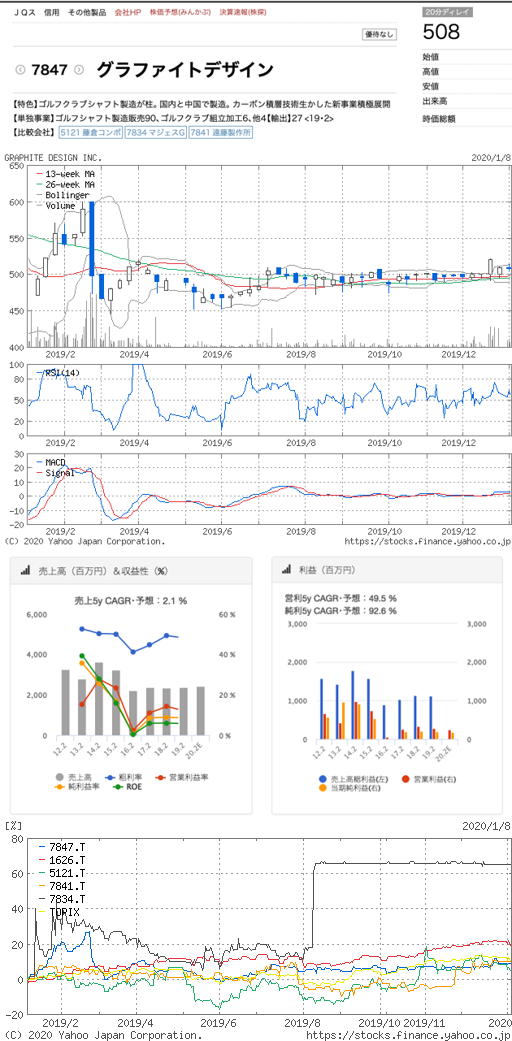 JQス 信用 その他製品 会社HP 株価予想(みんかぶ) 決算速報(株探)
20分ディレイ
508
優待なし
7847 グラファイトデザイン
始値
高値
安値
出来高
時価総額
【特色】ゴルフクラブシャフト製造が柱。国内と中国で製造。カーボン積層技術生かした新事業積極展開
【単独事業】ゴルフシャフト製造販売90、ゴルフクラブ組立加工6、他4【輸出】27 <19・2>
【比較会社】 5121 藤倉コンポ 7834 マジェスG 7841 遠藤製作所
GRAPHITE DESIGN INC. 2020/1/8
650
13-week MA
26-week MA
Bollinger
Volume
600
550
500
450
400
2019/2 2019/4 2019/6 2019/8 2019/10 2019/12
100
RSI(14)
80
60
40
20
0
2019/2 2019/4 2019/6 2019/8 2019/10 2019/12
30
MACD
20
Signal
10
0
-10
-20
2019/2 2019/4 2019/6 2019/8 2019/10 2019/12
(C) 2020 Yahoo Japan Corporation. https://stocks.finance.yahoo.co.jp
売上高（百万円）＆収益性（%）
売上5y CAGR・予想：2.1 %
6,000 60 %
4,000 40 %
2,000 20 %
0 0 %
12.2 13.2 14.2 15.2 16.2 17.2 18.2 19.2 20.2E
売上高 粗利率 営業利益率
純利益率 ROE
利益（百万円）
営利5y CAGR・予想：49.5 %
純利5y CAGR・予想：92.6 %
3,000 3,000
2,000 2,000
1,000 1,000
0 0
12.2 13.2 14.2 15.2 16.2 17.2 18.2 19.2 20.2E
売上高総利益(左) 営業利益(右)
当期純利益(右)
[%] 2020/1/8
80
7847.T
1626.T
5121.T
7841.T
7834.T
TOPIX
60
40
20
0
-20
2019/2 2019/4 2019/6 2019/8 2019/10 2019/11 2020
(C) 2020 Yahoo Japan Corporation. https://stocks.finance.yahoo.co.jp